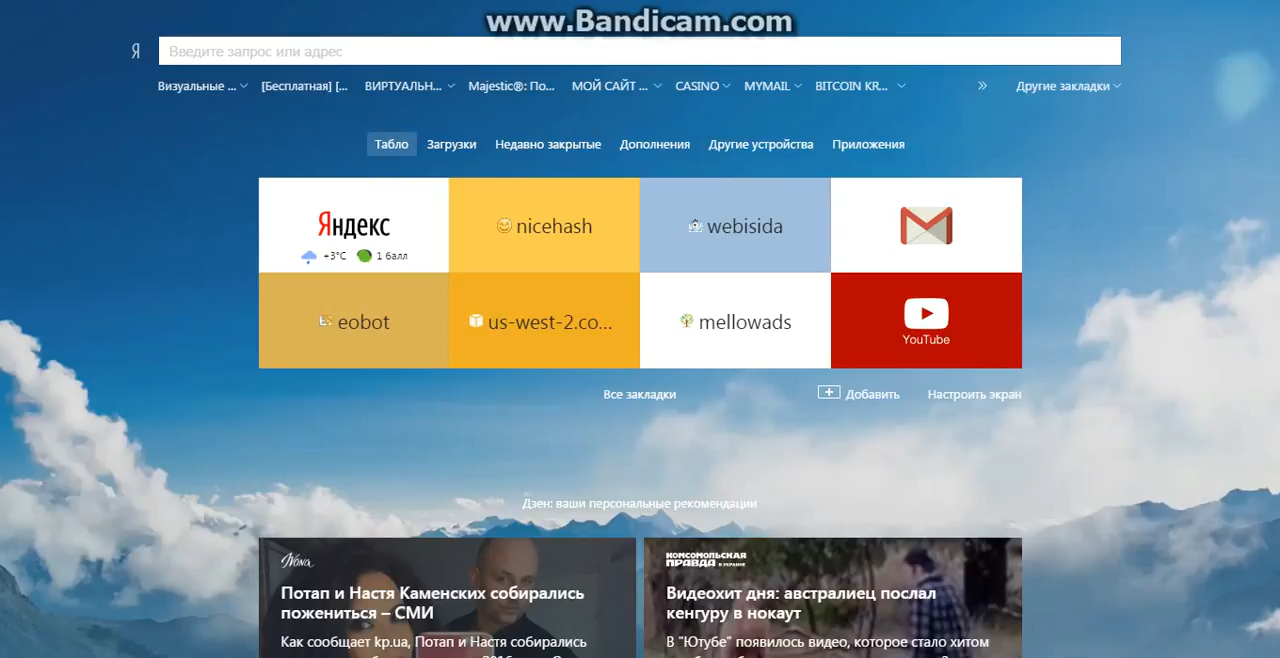 www.Bandicam.com
Я Введите запрос или адрес
Визуальные ... [Бесплатная] [... ВИРТУАЛЬН... Majestic®: По... МОЙ САЙТ ... CASINO MYMAIL BITCOIN KR... » Другие закладки
Табло Загрузки Недавно закрытые Дополнения Другие устройства Приложения
Яндекс nicehash webisida
+3°C 1 балл
eobot us-west-2.co... mellowads YouTube
Все закладки + Добавить Настроить экран
Дзен: ваши персональные рекомендации
Ivona
Потап и Настя Каменских собирались
пожениться – СМИ
Как сообщает kp.ua, Потап и Настя собирались
КОМСОМОЛЬСКАЯ
ПРАВДА В УКРАИНЕ
Видеохит дня: австралиец послал
кенгуру в нокаут
В "Ютубе" появилось видео, которое стало хитом